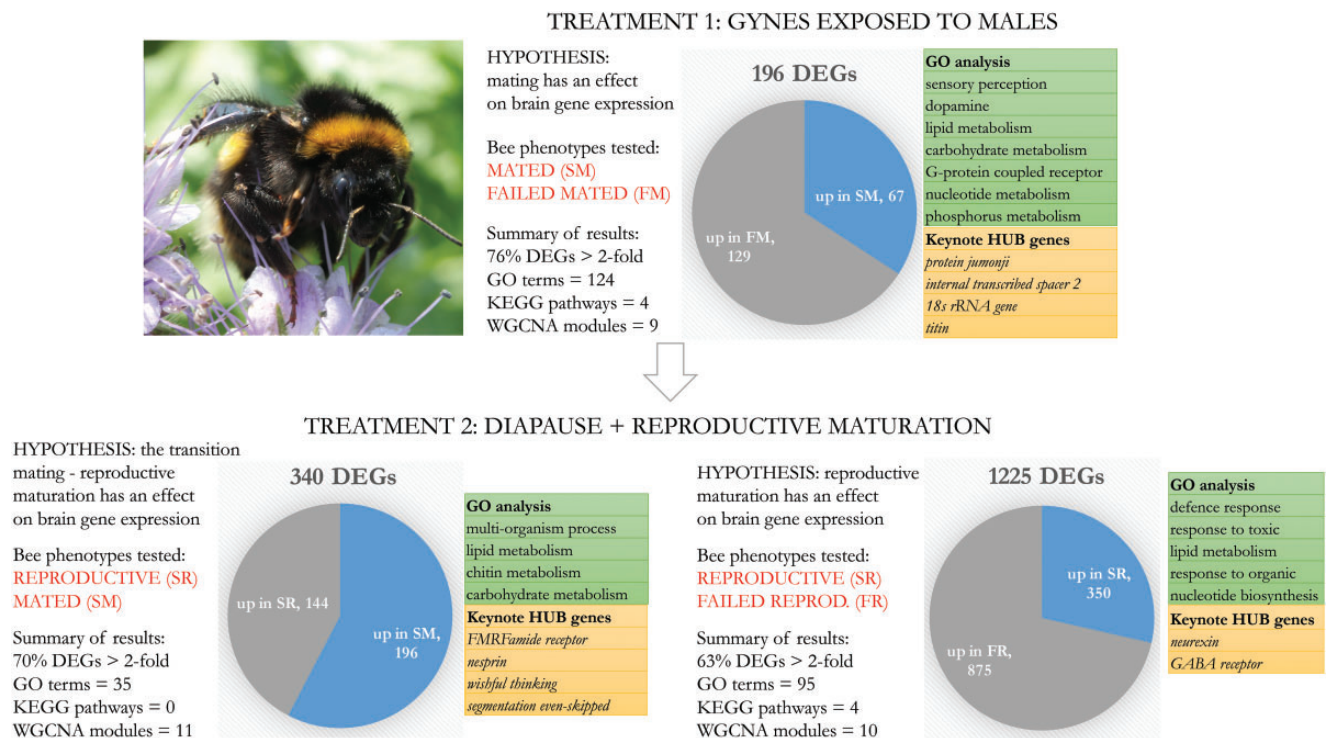 TREATMENT 1: GYNES EXPOSED TO MALES
HYPOTHESIS:
mating has an effect
on brain gene expression
Bee phenotypes tested:
MATED (SM)
FAILED MATED (FM)
Summary of results:
76% DEGs > 2-fold
GO terms = 124
KEGG pathways = 4
WGCNA modules = 9
196 DEGs
up in SM, 67
up in FM,
129
GO analysis
sensory perception
dopamine
lipid metabolism
carbohydrate metabolism
G-protein coupled receptor
nucleotide metabolism
phosphorus metabolism
Keynote HUB genes
protein jumonji
internal transcribed spacer 2
18s rRNA gene
titin
TREATMENT 2: DIAPAUSE + REPRODUCTIVE MATURATION
HYPOTHESIS: the transition
mating - reproductive
maturation has an effect
on brain gene expression
Bee phenotypes tested:
REPRODUCTIVE (SR)
MATED (SM)
Summary of results:
70% DEGs > 2-fold
GO terms = 35
KEGG pathways = 0
WGCNA modules = 11
340 DEGs
up in SR, 144
up in SM,
196
GO analysis
multi-organism process
lipid metabolism
chitin metabolism
carbohydrate metabolism
Keynote HUB genes
FMRFamide receptor
nesprin
wishful thinking
segmentation even-skipped
HYPOTHESIS: reproductive
maturation has an effect
on brain gene expression
Bee phenotypes tested:
REPRODUCTIVE (SR)
FAILED REPROD. (FR)
Summary of results:
63% DEGs > 2-fold
GO terms = 95
KEGG pathways = 4
WGCNA modules = 10
1225 DEGs
up in SR,
350
up in FR,
875
GO analysis
defence response
response to toxic
lipid metabolism
response to organic
nucleotide biosynthesis
Keynote HUB genes
neurexin
GABA receptor